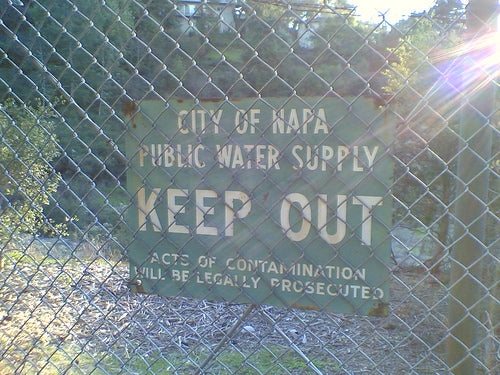 CITY OF NAPA
PUBLIC WATER SUPPLY
KEEP OUT
ACTS OF CONTAMINATION
WILL BE LEGALLY PROSECUTED